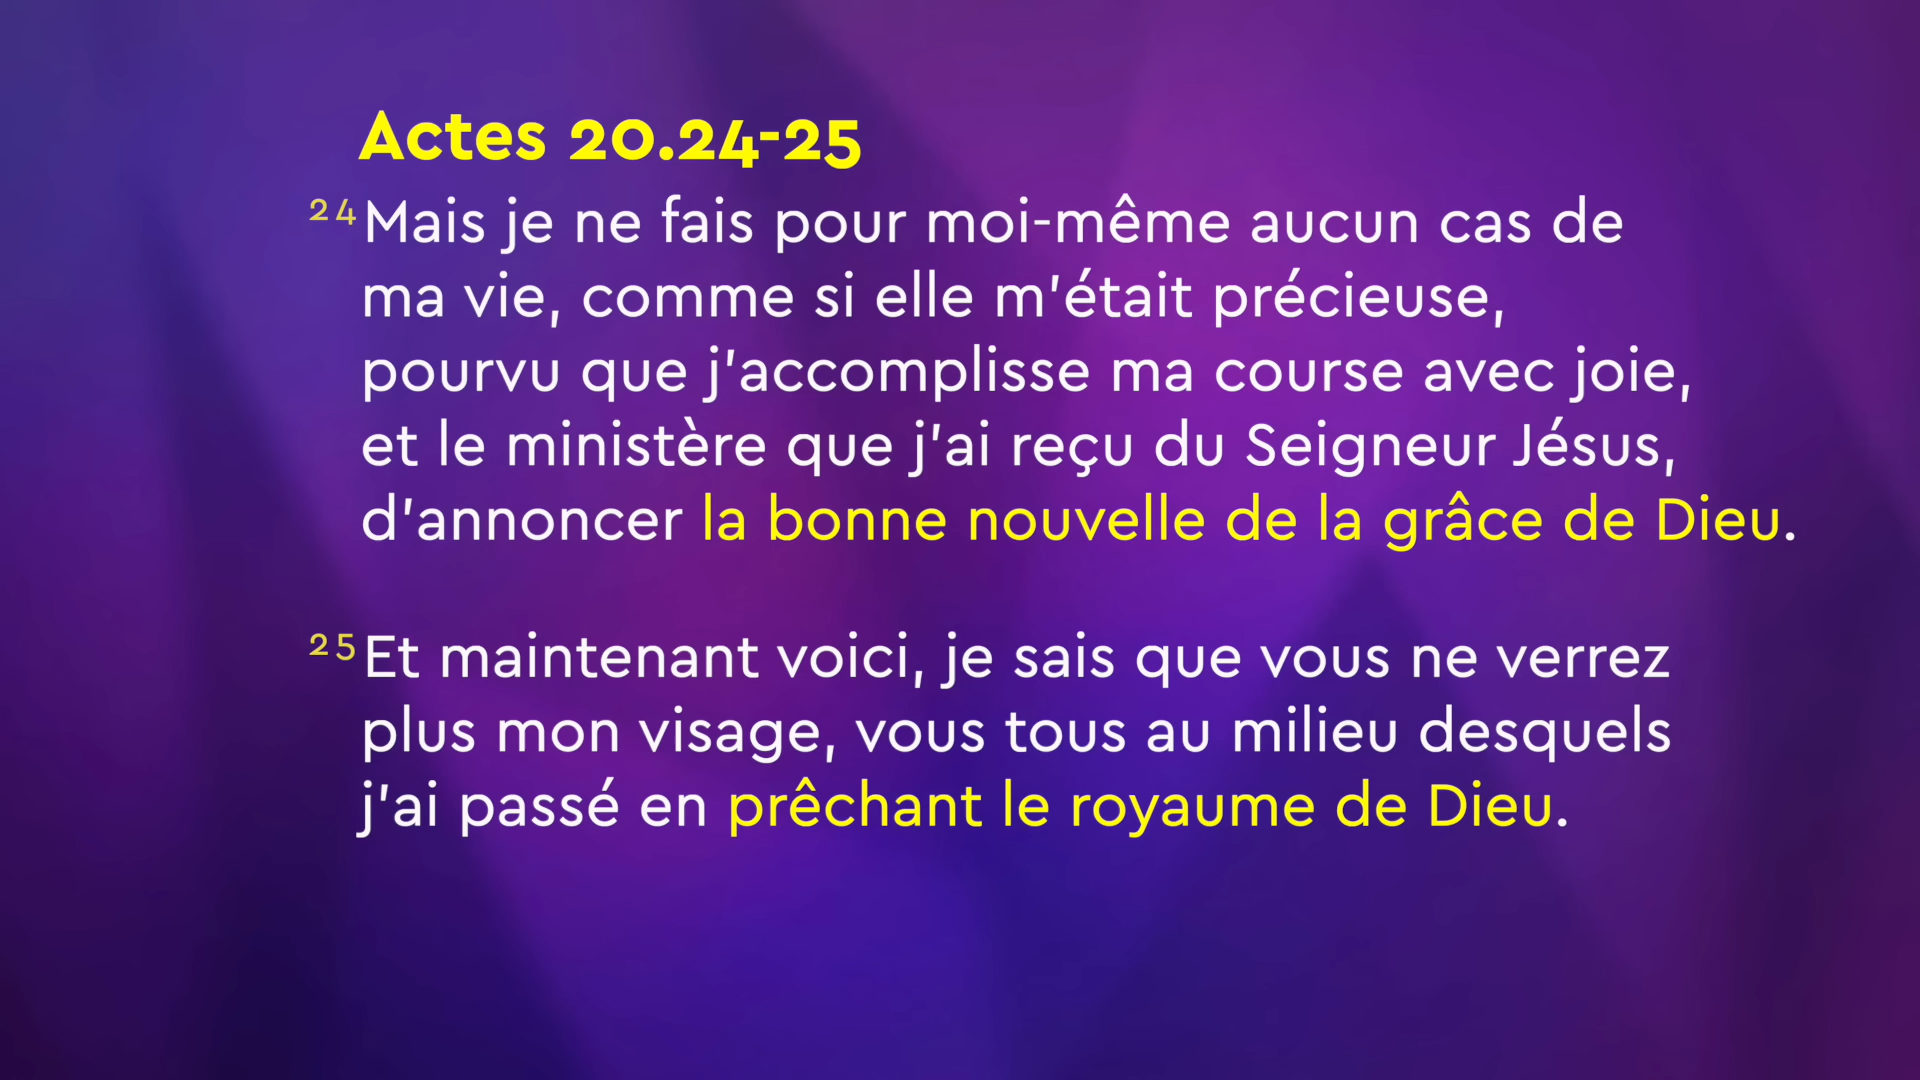 Actes 20.24-25
24 Mais je ne fais pour moi-même aucun cas de
ma vie, comme si elle m’était précieuse,
pourvu que j’accomplisse ma course avec joie,
et le ministère que j’ai reçu du Seigneur Jésus,
d’annoncer la bonne nouvelle de la grâce de Dieu.
25 Et maintenant voici, je sais que vous ne verrez
plus mon visage, vous tous au milieu desquels
j’ai passé en prêchant le royaume de Dieu.